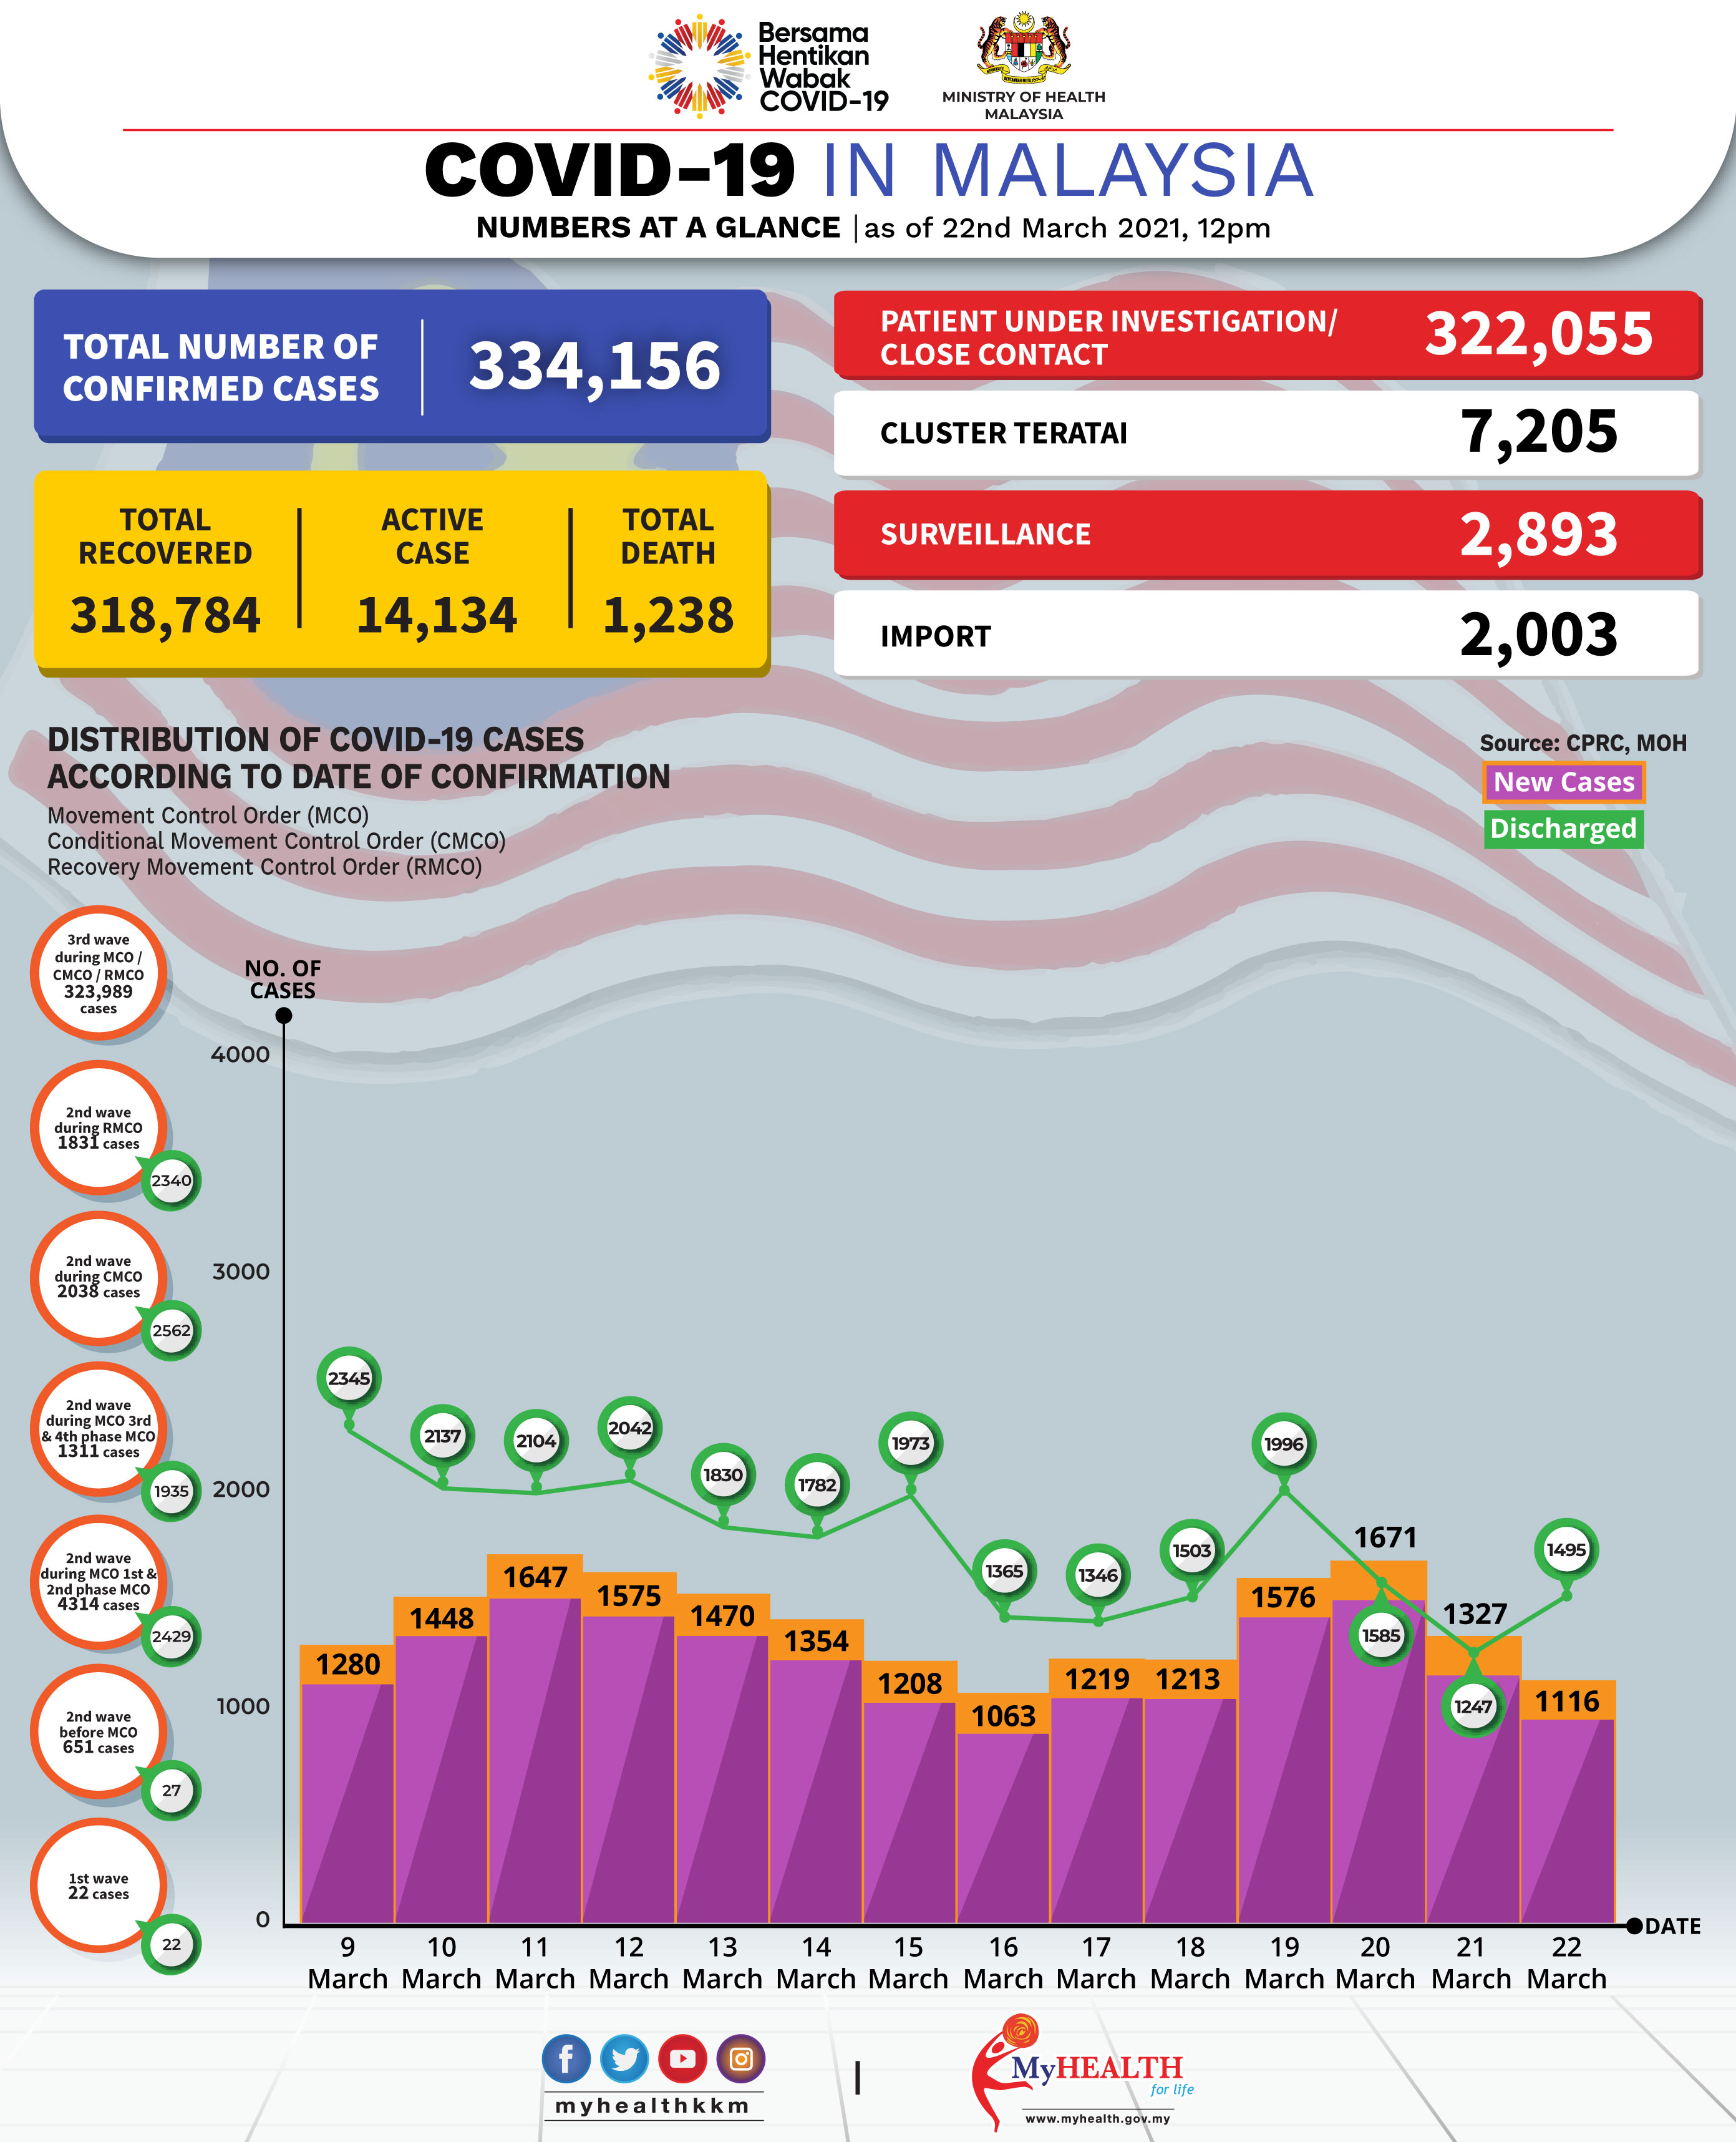 Bersama
Hentikan
Wabak
COVID-19
MINISTRY OF HEALTH
MALAYSIA
COVID-19 IN MALAYSIA
NUMBERS AT A GLANCE | as of 22nd March 2021, 12pm
TOTAL NUMBER OF
CONFIRMED CASES
334,156
TOTAL
RECOVERED
318,784
ACTIVE
CASE
14,134
TOTAL
DEATH
1,238
PATIENT UNDER INVESTIGATION/
CLOSE CONTACT
322,055
CLUSTER TERATAI
7,205
SURVEILLANCE
2,893
IMPORT
2,003
DISTRIBUTION OF COVID-19 CASES
ACCORDING TO DATE OF CONFIRMATION
Movement Control Order (MCO)
Conditional Movement Control Order (CMCO)
Recovery Movement Control Order (RMCO)
Source: CPRC, MOH
New Cases
Discharged
3rd wave
during MCO /
CMCO / RMCO
323,989
cases
2nd wave
during RMCO
1831 cases
2340
2nd wave
during CMCO
2038 cases
2562
2nd wave
during MCO 3rd
& 4th phase MCO
1311 cases
1935
2nd wave
during MCO 1st &
2nd phase MCO
4314 cases
2429
2nd wave
before MCO
651 cases
27
1st wave
22 cases
22
NO. OF
CASES
4000
3000
2000
1000
0
2345
2137
2104
2042
1830
1782
1973
1365
1346
1503
1996
1585
1247
1495
1280
1448
1647
1575
1470
1354
1208
1063
1219
1213
1576
1671
1327
1116
DATE
9 10 11 12 13 14 15 16 17 18 19 20 21 22
March March March March March March March March March March March March March March
myhealthkkm
MyHEALTH
for life
www.myhealth.gov.my